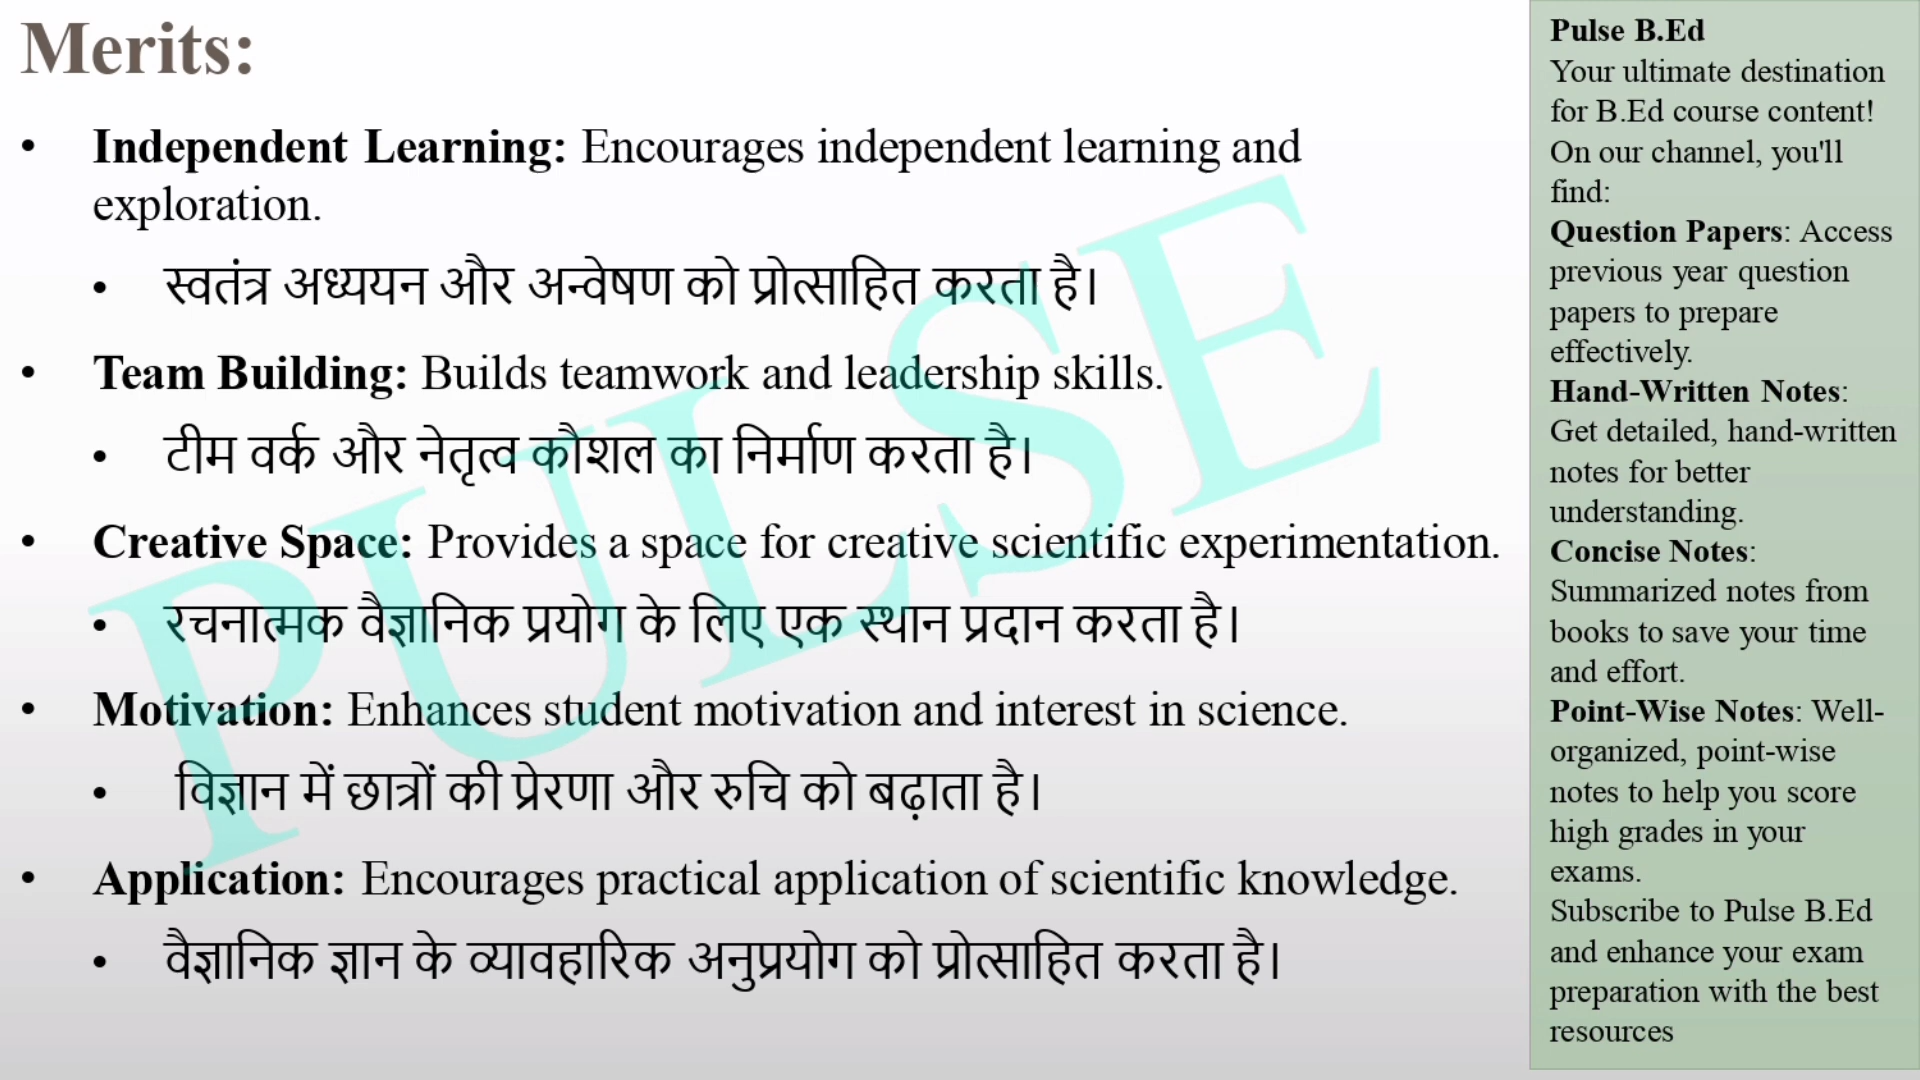 Merits:
• Independent Learning: Encourages independent learning and
exploration.
• स्वतंत्र अध्ययन और अन्वेषण को प्रोत्साहित करता है।
• Team Building: Builds teamwork and leadership skills.
• टीम वर्क और नेतृत्व कौशल का निर्माण करता है।
• Creative Space: Provides a space for creative scientific experimentation.
• रचनात्मक वैज्ञानिक प्रयोग के लिए एक स्थान प्रदान करता है।
• Motivation: Enhances student motivation and interest in science.
• विज्ञान में छात्रों की प्रेरणा और रुचि को बढ़ाता है।
• Application: Encourages practical application of scientific knowledge.
• वैज्ञानिक ज्ञान के व्यावहारिक अनुप्रयोग को प्रोत्साहित करता है।
PULSE
Pulse B.Ed
Your ultimate destination
for B.Ed course content!
On our channel, you'll
find:
Question Papers: Access
previous year question
papers to prepare
effectively.
Hand-Written Notes:
Get detailed, hand-written
notes for better
understanding.
Concise Notes:
Summarized notes from
books to save your time
and effort.
Point-Wise Notes: Well-
organized, point-wise
notes to help you score
high grades in your
exams.
Subscribe to Pulse B.Ed
and enhance your exam
preparation with the best
resources